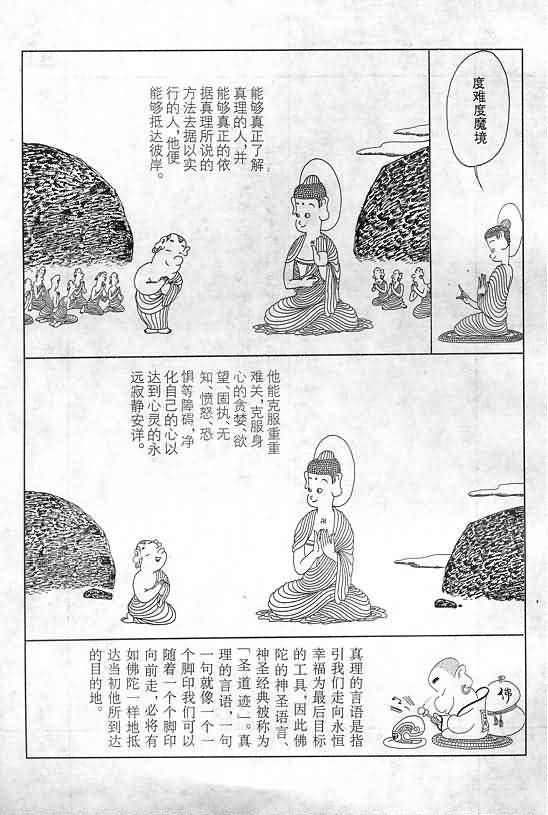 度难度魔境
能够真正了解
真理的人，并
能够真正的依
据真理所说的
方法去据以实
行的人，他便
能够抵达彼岸。
他能克服重重
难关，克服身
心的贪婪、欲
望、固执、无
知、愤怒、恐
惧等障碍，净
化自己的心以
达到心灵的永
远寂静安详。
真理的言语是指
引我们走向永恒
幸福为最后目标
的工具，因此佛
陀的神圣语言、
神圣经典被称为
「圣道迹」。真
理的言语，一句
一句就像一个一
个脚印我们可以
随着一个个脚印
向前走，必将有
如佛陀一样地抵
达当初他所到达
的目的地。
佛